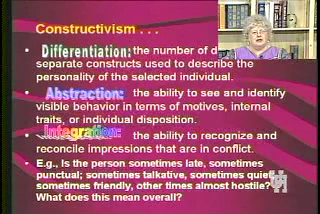 Constructivism . . .
• Differentiation: the number of d
separate constructs used to describe the
personality of the selected individual.
• Abstraction: the ability to see and identify
visible behavior in terms of motives, internal
traits, or individual disposition.
• Integration: the ability to recognize and
reconcile impressions that are in conflict.
• E.g., Is the person sometimes late, sometimes
punctual; sometimes talkative, sometimes quiet
sometimes friendly, other times almost hostile?
What does this mean overall?